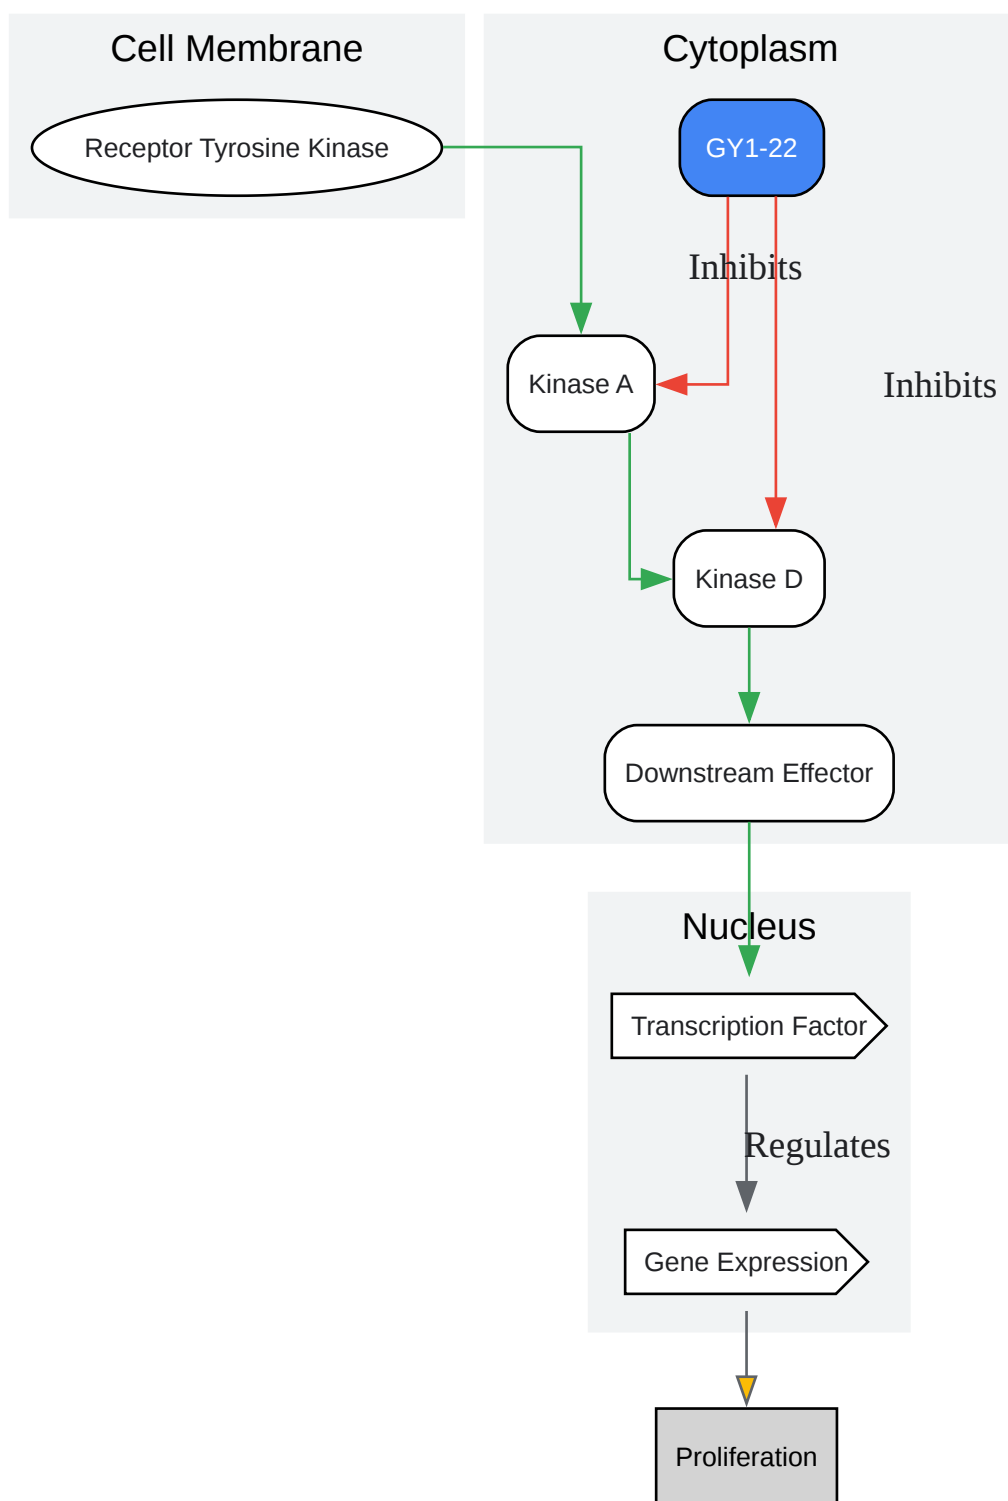 Cell Membrane
Cytoplasm
Receptor Tyrosine Kinase
GY1-22
Inhibits
Kinase A
Inhibits
Kinase D
Downstream Effector
Nucleus
Transcription Factor
Regulates
Gene Expression
Proliferation